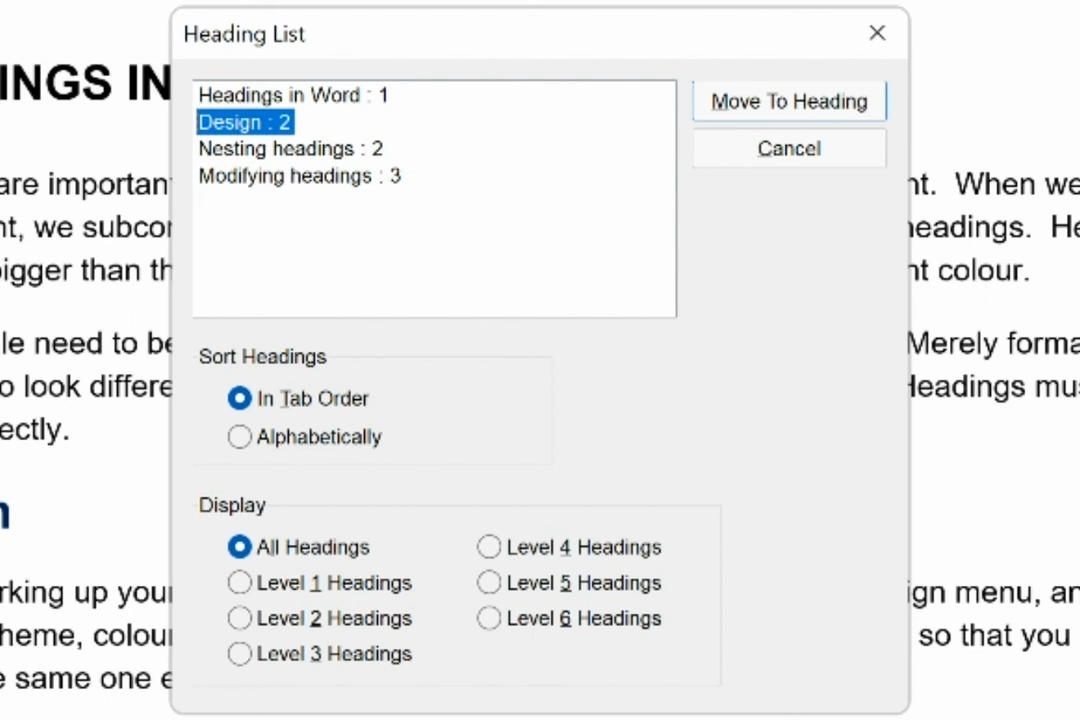 Heading List
INGS IN
Headings in Word : 1
Design : 2
Nesting headings : 2
Modifying headings : 3
Move To Heading
Cancel
are important
nt. When we
nt, we subcon
headings. He
bigger than th
nt colour.
Sort Headings
In Tab Order
Alphabetically
le need to be
Merely forma
o look differe
Headings mus
ectly.
Display
All Headings
Level 1 Headings
Level 2 Headings
Level 3 Headings
Level 4 Headings
Level 5 Headings
Level 6 Headings
n
rking up your
ign menu, an
heme, colour
so that you
e same one e